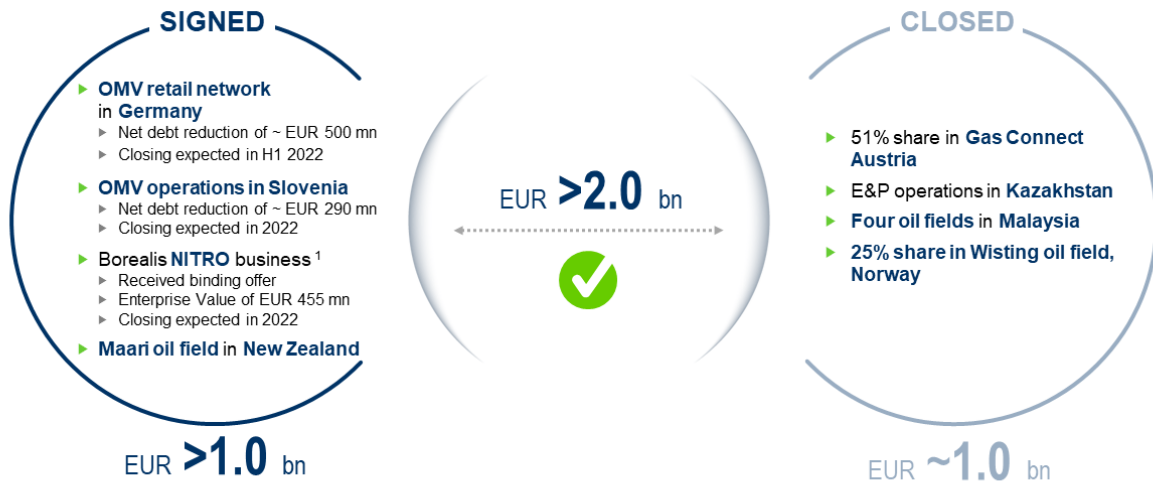 SIGNED
OMV retail network
in Germany
Net debt reduction of ~ EUR 500 mn
Closing expected in H1 2022
OMV operations in Slovenia
Net debt reduction of ~ EUR 290 mn
Closing expected in 2022
Borealis NITRO business ¹
Received binding offer
Enterprise Value of EUR 455 mn
Closing expected in 2022
Maari oil field in New Zealand
EUR >1.0 bn
EUR >2.0 bn
CLOSED
51% share in Gas Connect
Austria
E&P operations in Kazakhstan
Four oil fields in Malaysia
25% share in Wisting oil field,
Norway
EUR ~1.0 bn